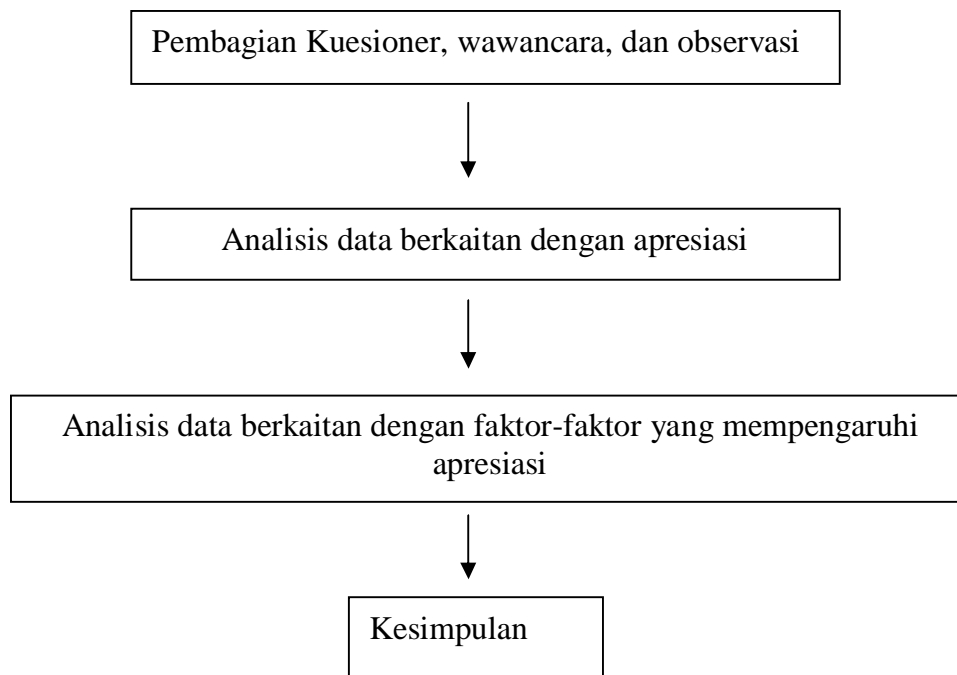 Pembagian Kuesioner, wawancara, dan observasi
Analisis data berkaitan dengan apresiasi
Analisis data berkaitan dengan faktor-faktor yang mempengaruhi
apresiasi
Kesimpulan